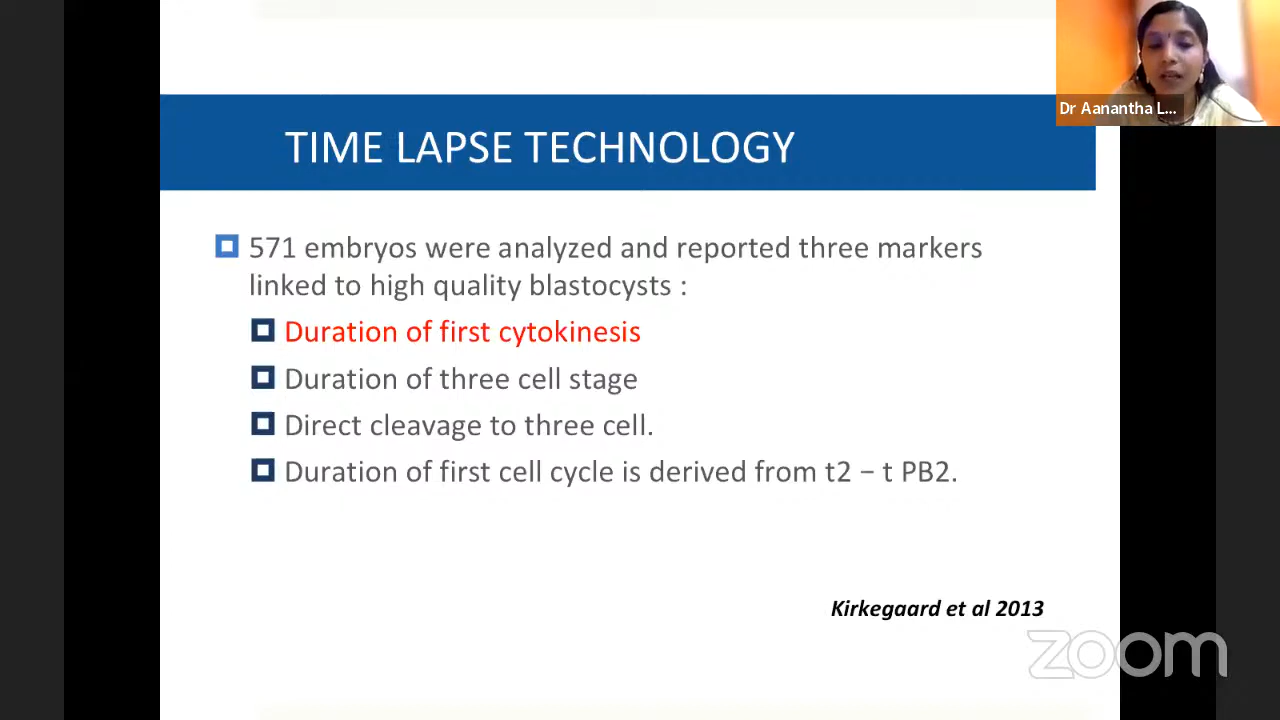 Dr Aanantha L...
TIME LAPSE TECHNOLOGY
571 embryos were analyzed and reported three markers
linked to high quality blastocysts :
Duration of first cytokinesis
Duration of three cell stage
Direct cleavage to three cell.
Duration of first cell cycle is derived from t2 – t PB2.
Kirkegaard et al 2013
zoom